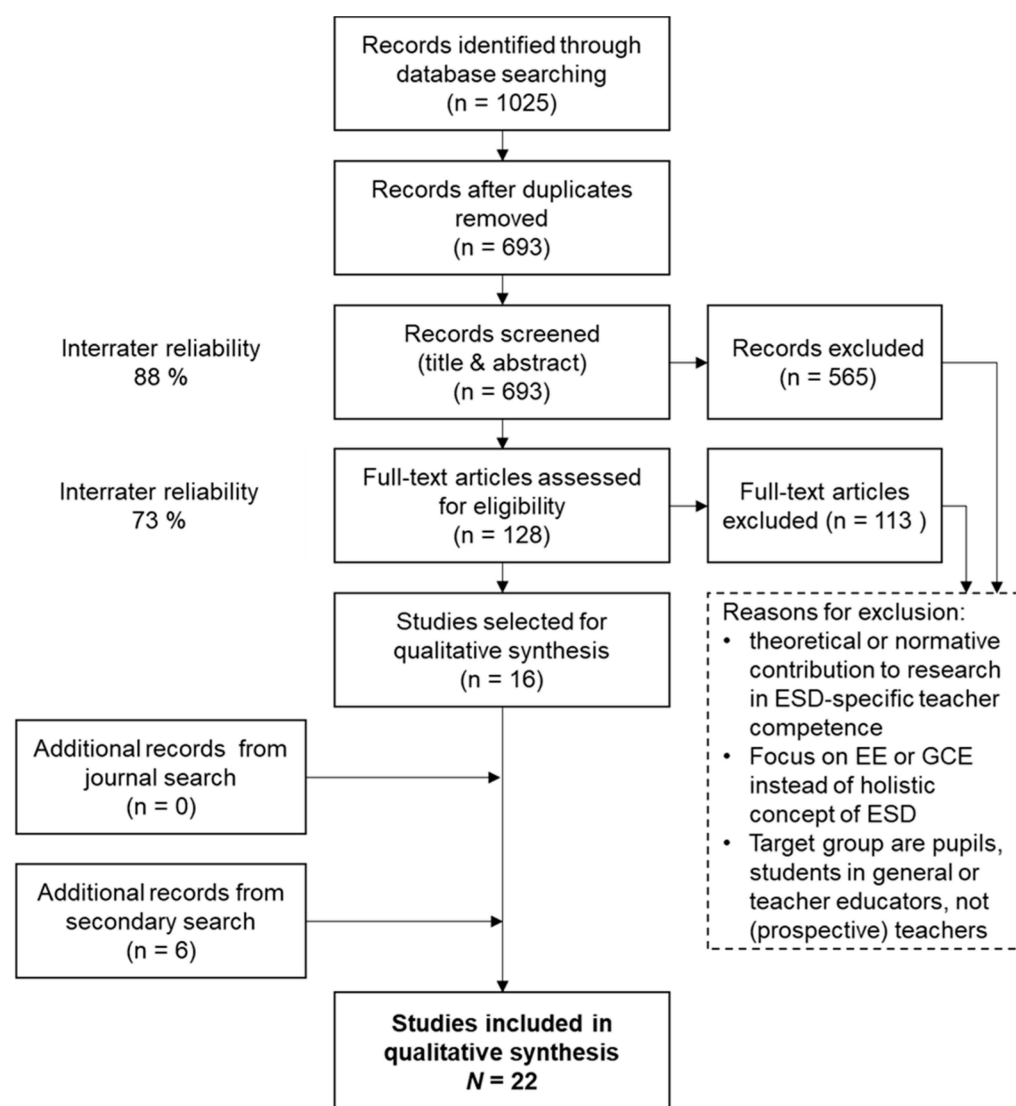 Records identified through
database searching
(n = 1025)
Records after duplicates
removed
(n = 693)
Interrater reliability
88 %
Records screened
(title & abstract)
(n = 693)
Records excluded
(n = 565)
Interrater reliability
73 %
Full-text articles assessed
for eligibility
(n = 128)
Full-text articles
excluded (n = 113 )
Reasons for exclusion:
• theoretical or normative
contribution to research
in ESD-specific teacher
competence
• Focus on EE or GCE
instead of holistic
concept of ESD
• Target group are pupils,
students in general or
teacher educators, not
(prospective) teachers
Studies selected for
qualitative synthesis
(n = 16)
Additional records from
journal search
(n = 0)
Additional records from
secondary search
(n = 6)
Studies included in
qualitative synthesis
N = 22